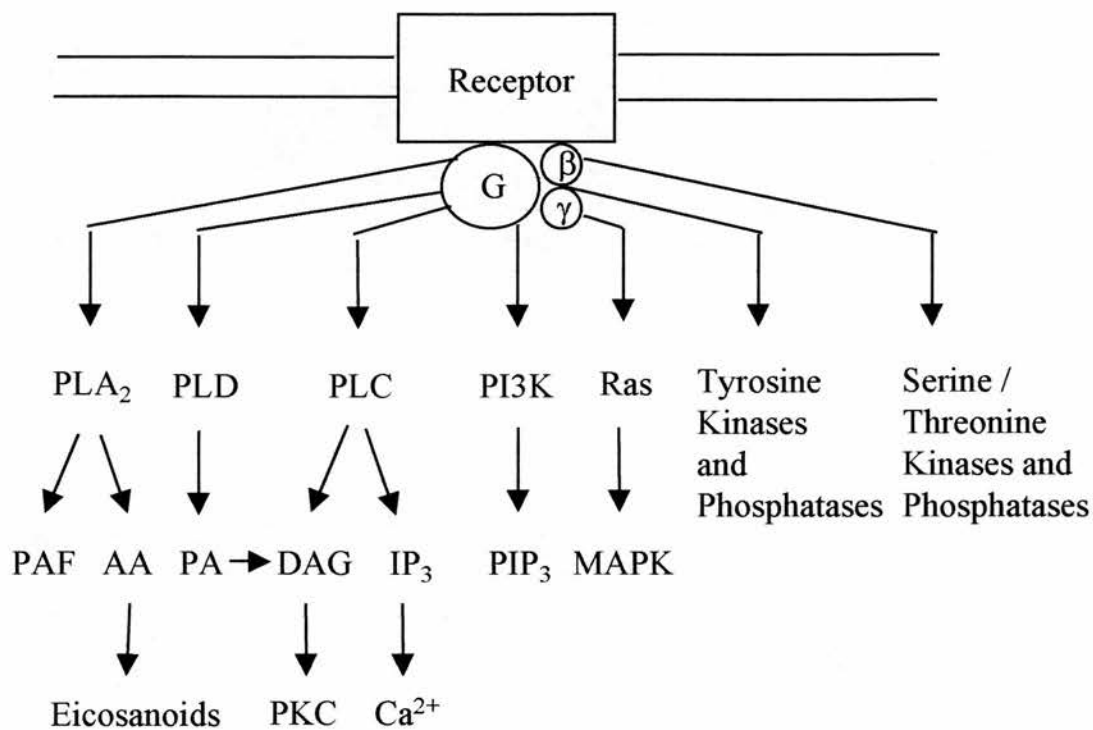 Receptor
G
β
γ
PLA₂ PLD PLC PI3K Ras Tyrosine Kinases and Phosphatases Serine / Threonine Kinases and Phosphatases
PAF AA PA DAG IP₃ PIP₃ MAPK
Eicosanoids PKC Ca²⁺